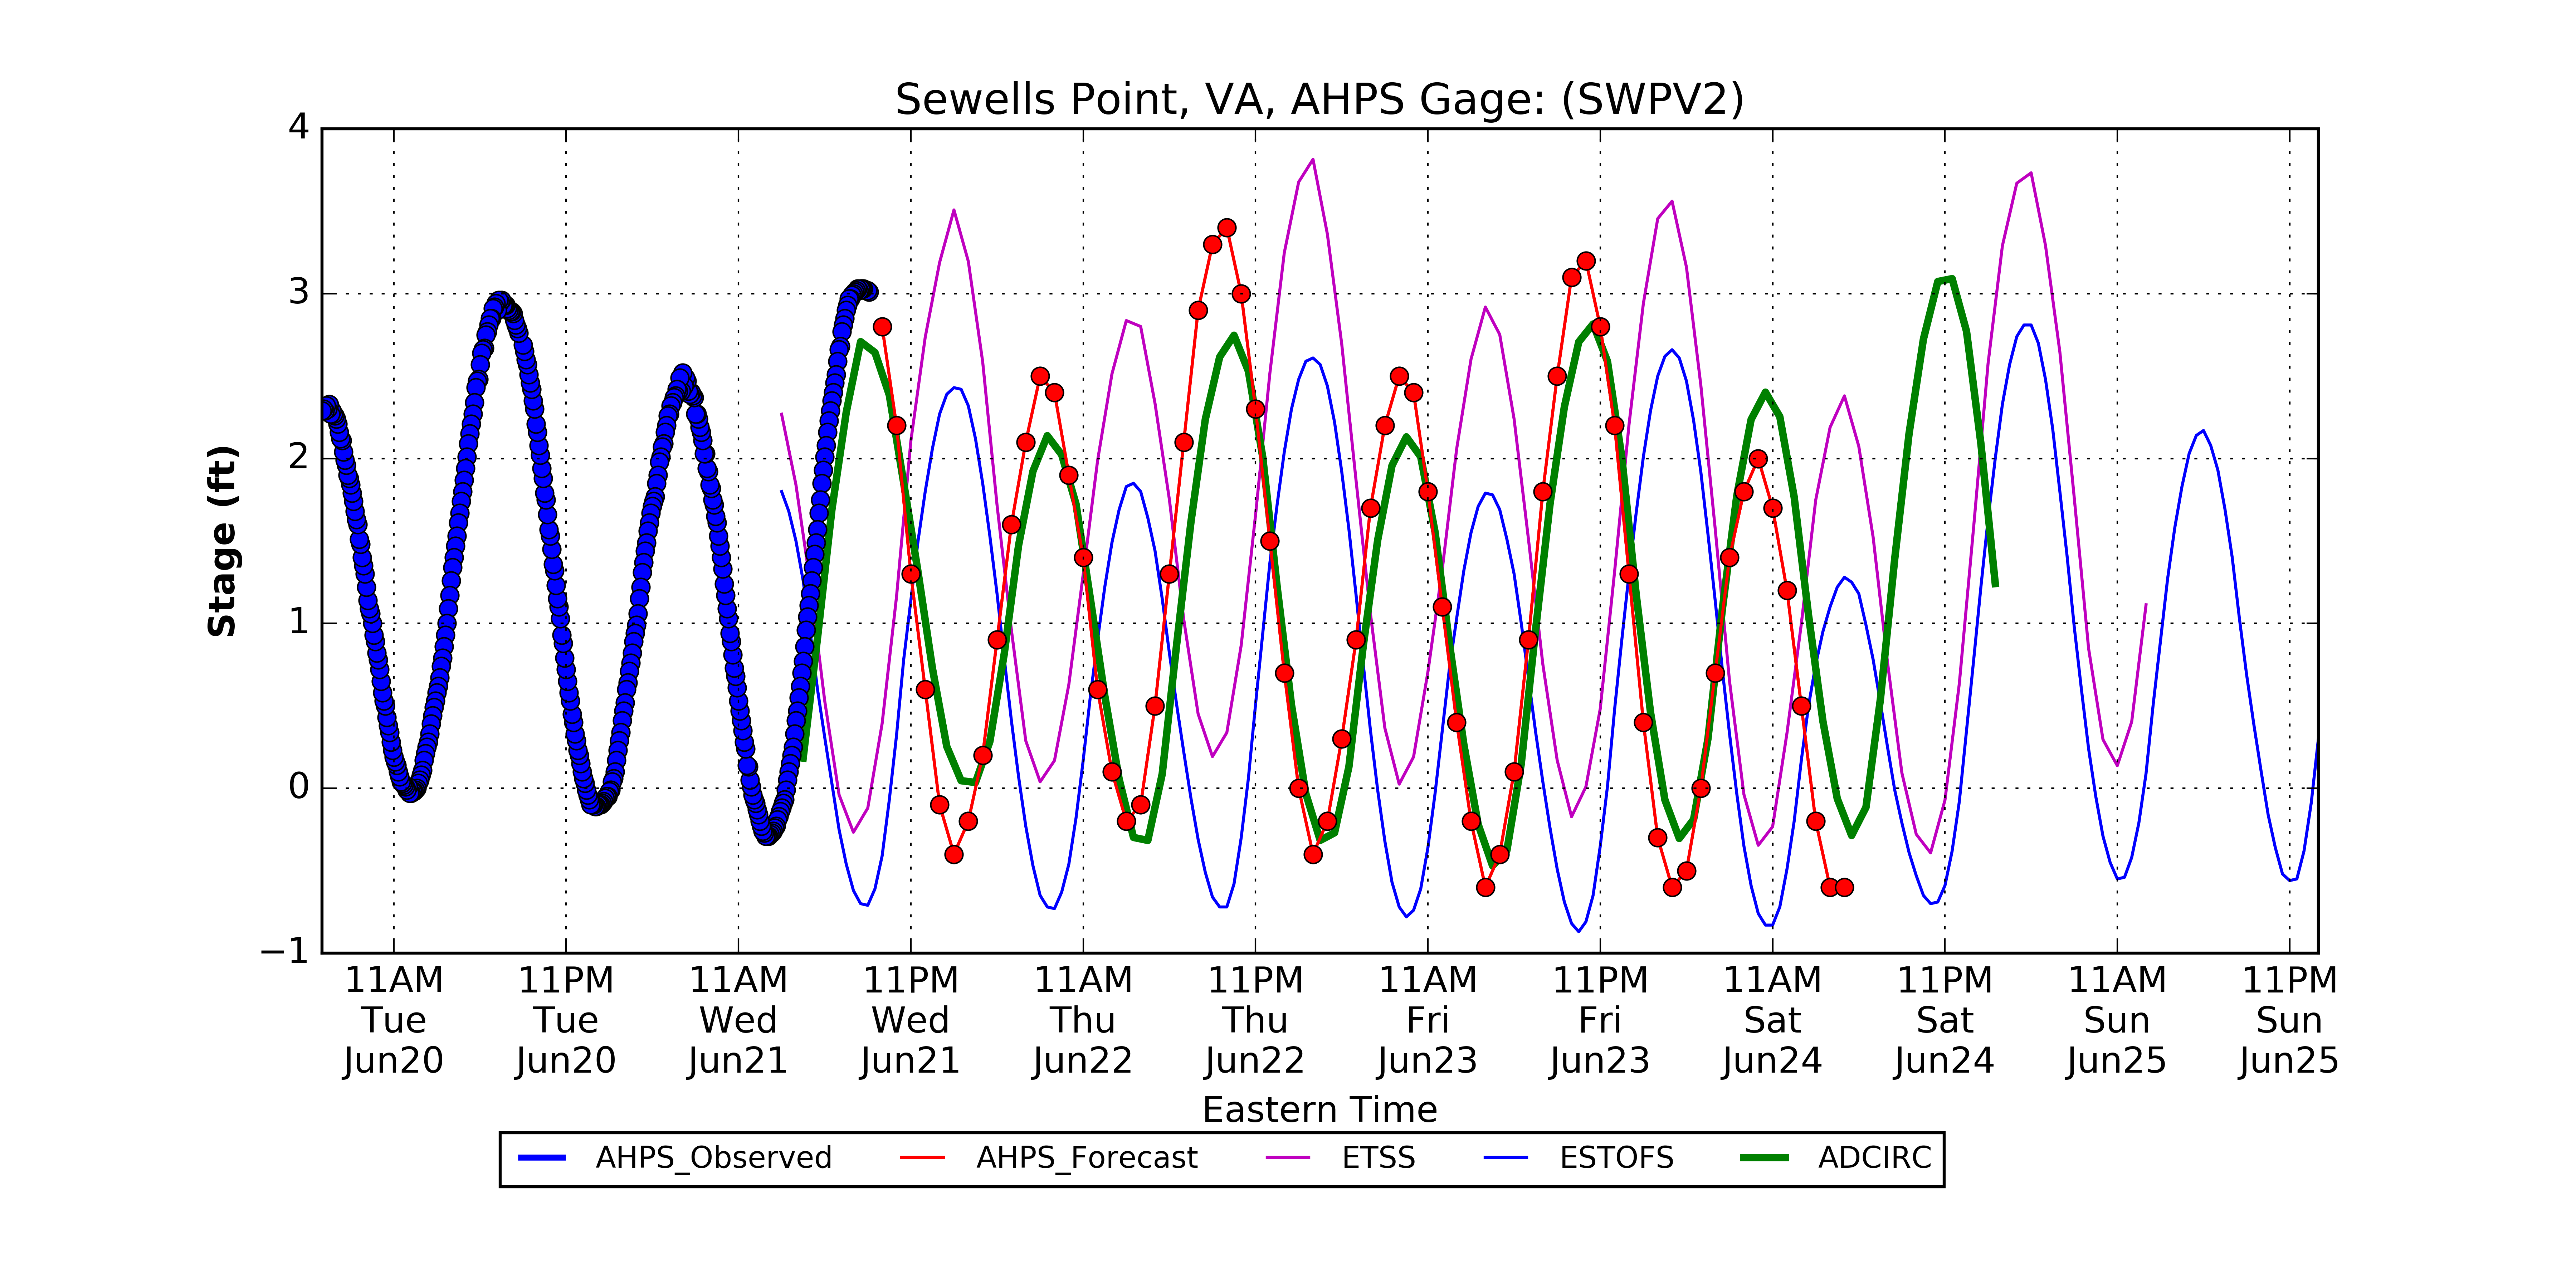 Sewells Point, VA, AHPS Gage: (SWPV2)
4
3
2
1
0
−1
Stage (ft)
11AM 11PM 11AM 11PM 11AM 11PM 11AM 11PM 11AM 11PM 11AM 11PM
Tue Tue Wed Wed Thu Thu Fri Fri Sat Sat Sun Sun
Jun20 Jun20 Jun21 Jun21 Jun22 Jun22 Jun23 Jun23 Jun24 Jun24 Jun25 Jun25
Eastern Time
AHPS_Observed AHPS_Forecast ETSS ESTOFS ADCIRC